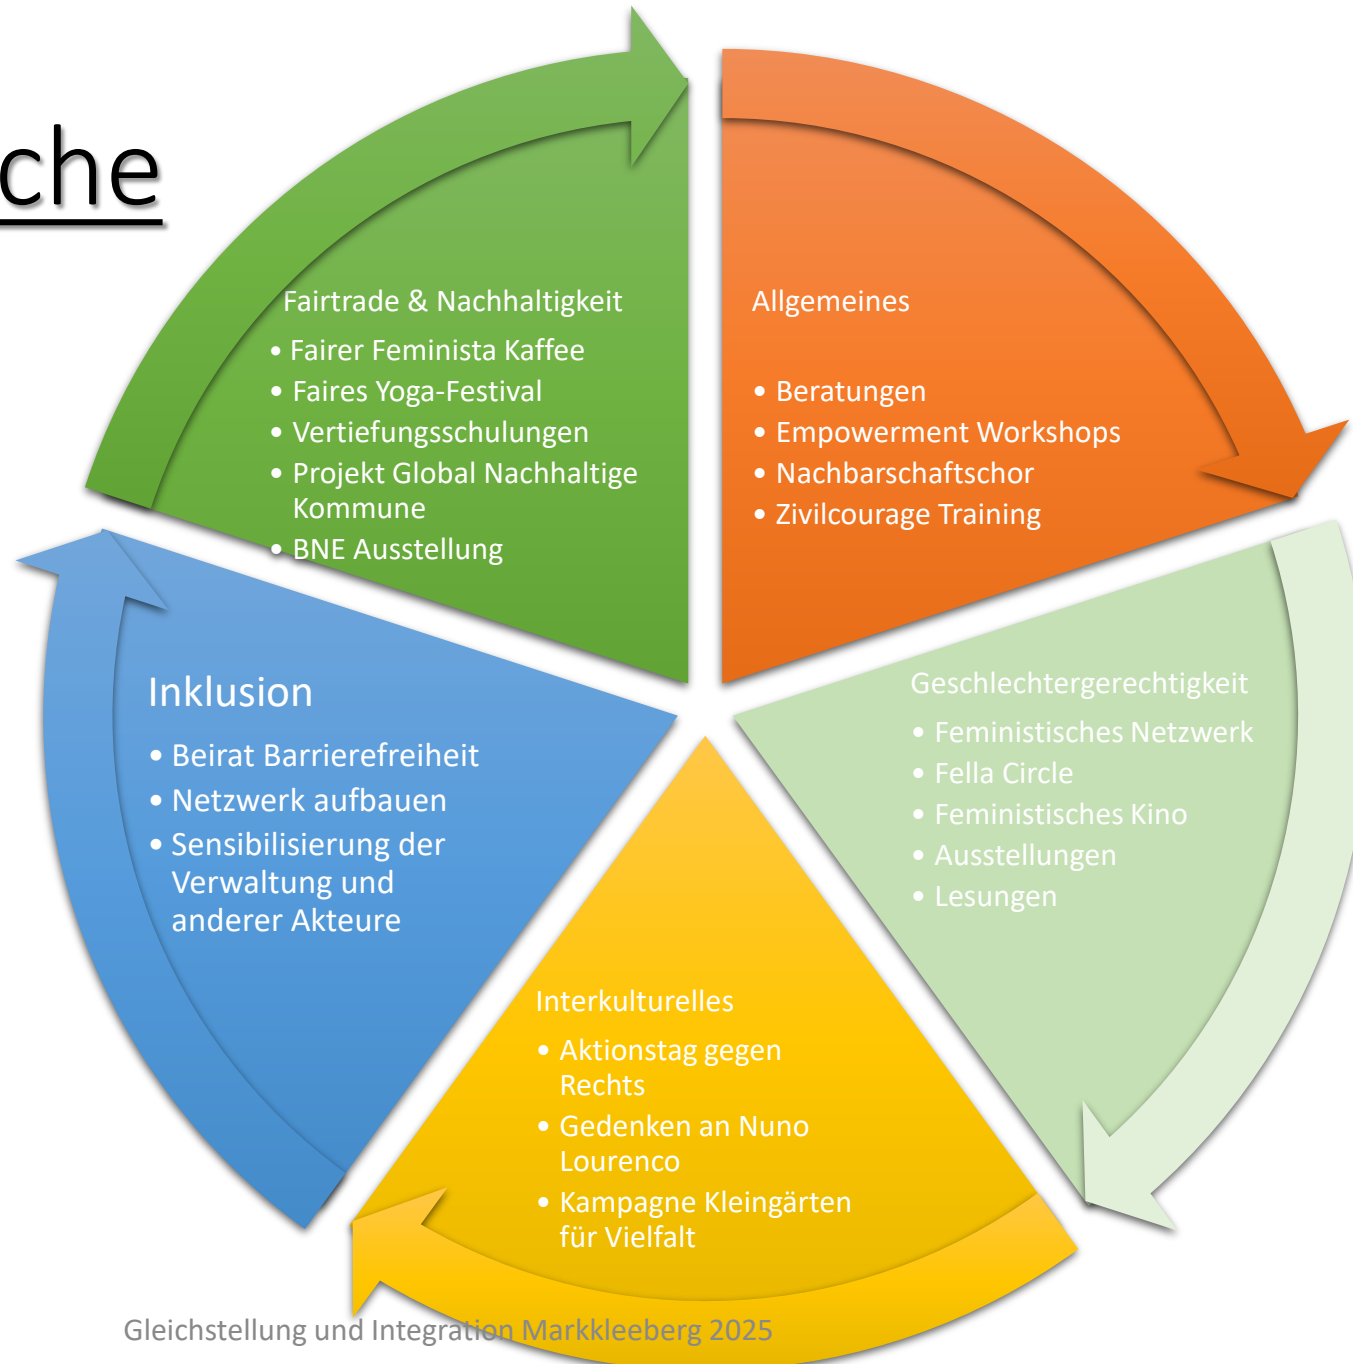 che
Fairtrade & Nachhaltigkeit
• Fairer Feminista Kaffee
• Faires Yoga-Festival
• Vertiefungsschulungen
• Projekt Global Nachhaltige
Kommune
• BNE Ausstellung
Allgemeines
• Beratungen
• Empowerment Workshops
• Nachbarschaftschor
• Zivilcourage Training
Geschlechtergerechtigkeit
• Feministisches Netzwerk
• Fella Circle
• Feministisches Kino
• Ausstellungen
• Lesungen
Interkulturelles
• Aktionstag gegen
Rechts
• Gedenken an Nuno
Lourenco
• Kampagne Kleingärten
für Vielfalt
Inklusion
• Beirat Barrierefreiheit
• Netzwerk aufbauen
• Sensibilisierung der
Verwaltung und
anderer Akteure
Gleichstellung und Integration Markkleeberg 2025